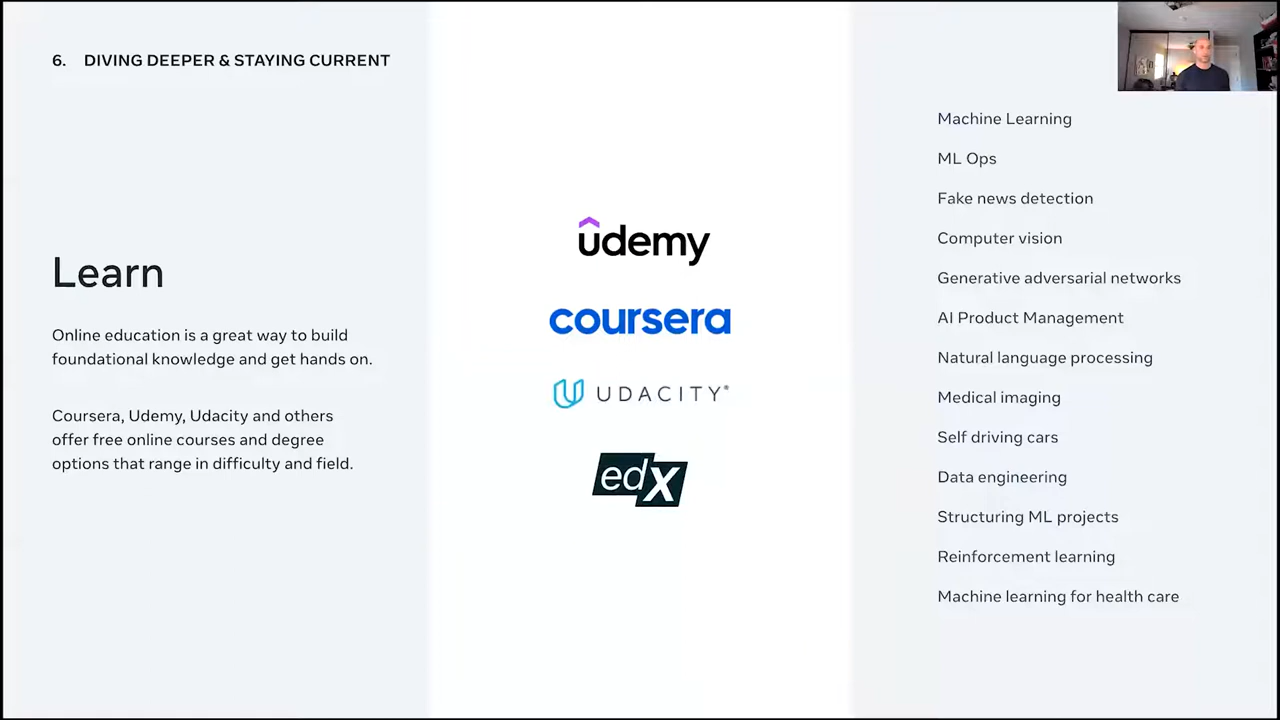 6. DIVING DEEPER & STAYING CURRENT
Learn
Online education is a great way to build
foundational knowledge and get hands on.
Coursera, Udemy, Udacity and others
offer free online courses and degree
options that range in difficulty and field.
udemy
coursera
UDACITY®
edX
Machine Learning
ML Ops
Fake news detection
Computer vision
Generative adversarial networks
AI Product Management
Natural language processing
Medical imaging
Self driving cars
Data engineering
Structuring ML projects
Reinforcement learning
Machine learning for health care